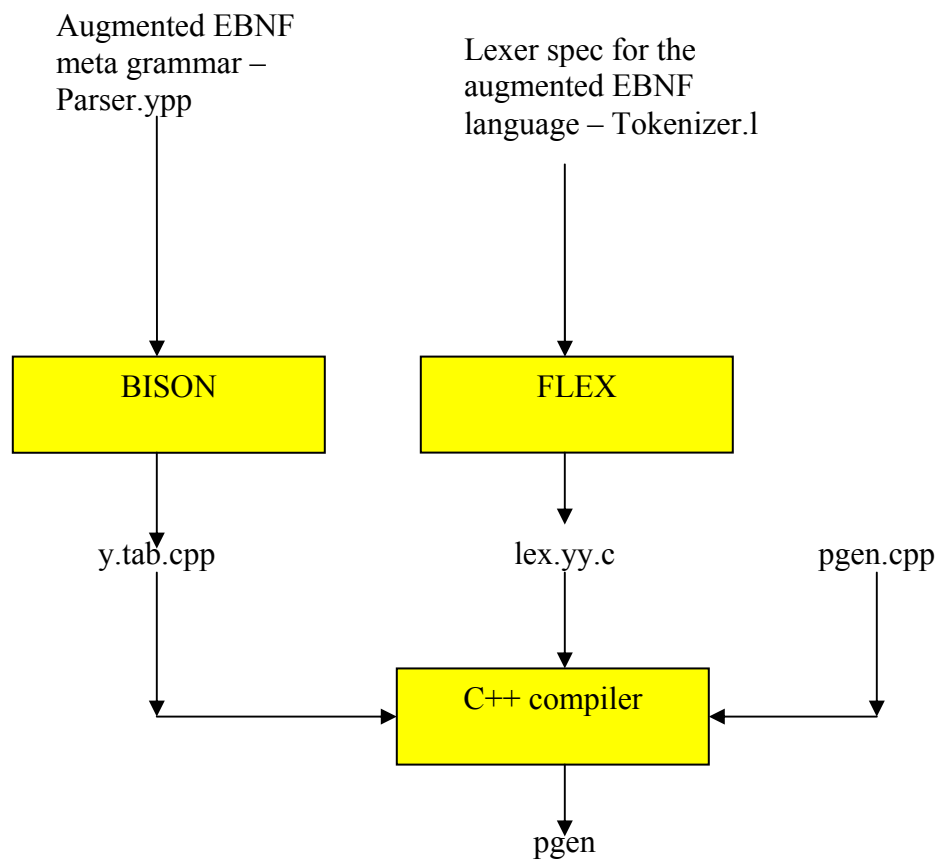 Augmented EBNF
meta grammar –
Parser.ypp
Lexer spec for the
augmented EBNF
language – Tokenizer.l
BISON
FLEX
y.tab.cpp
lex.yy.c
pgen.cpp
C++ compiler
pgen